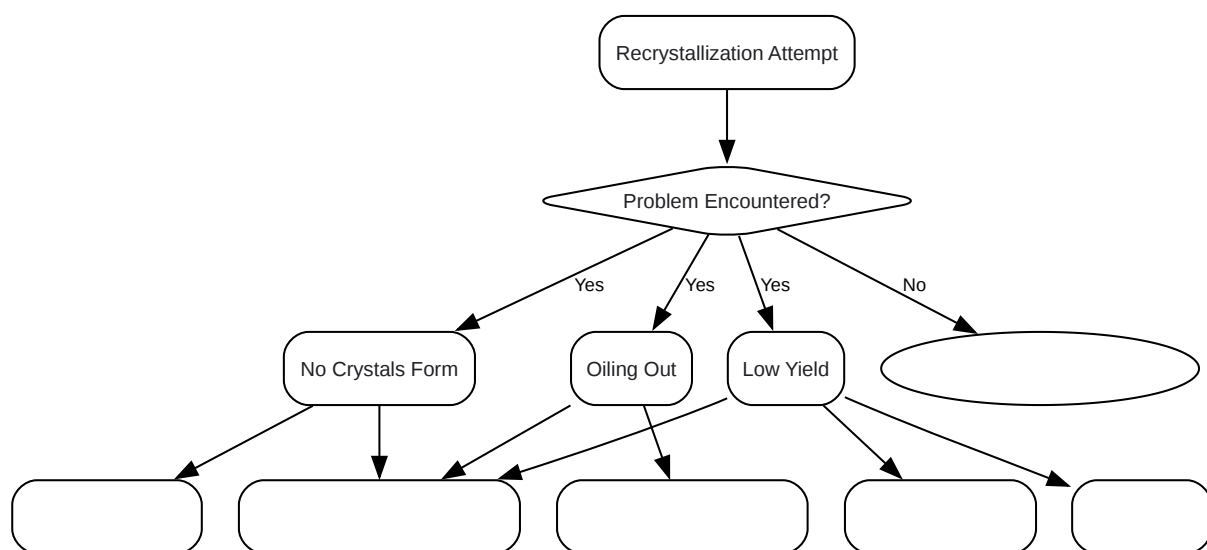 Recrystallization Attempt
Problem Encountered?
Yes
Yes
Yes
No
No Crystals Form
Oiling Out
Low Yield